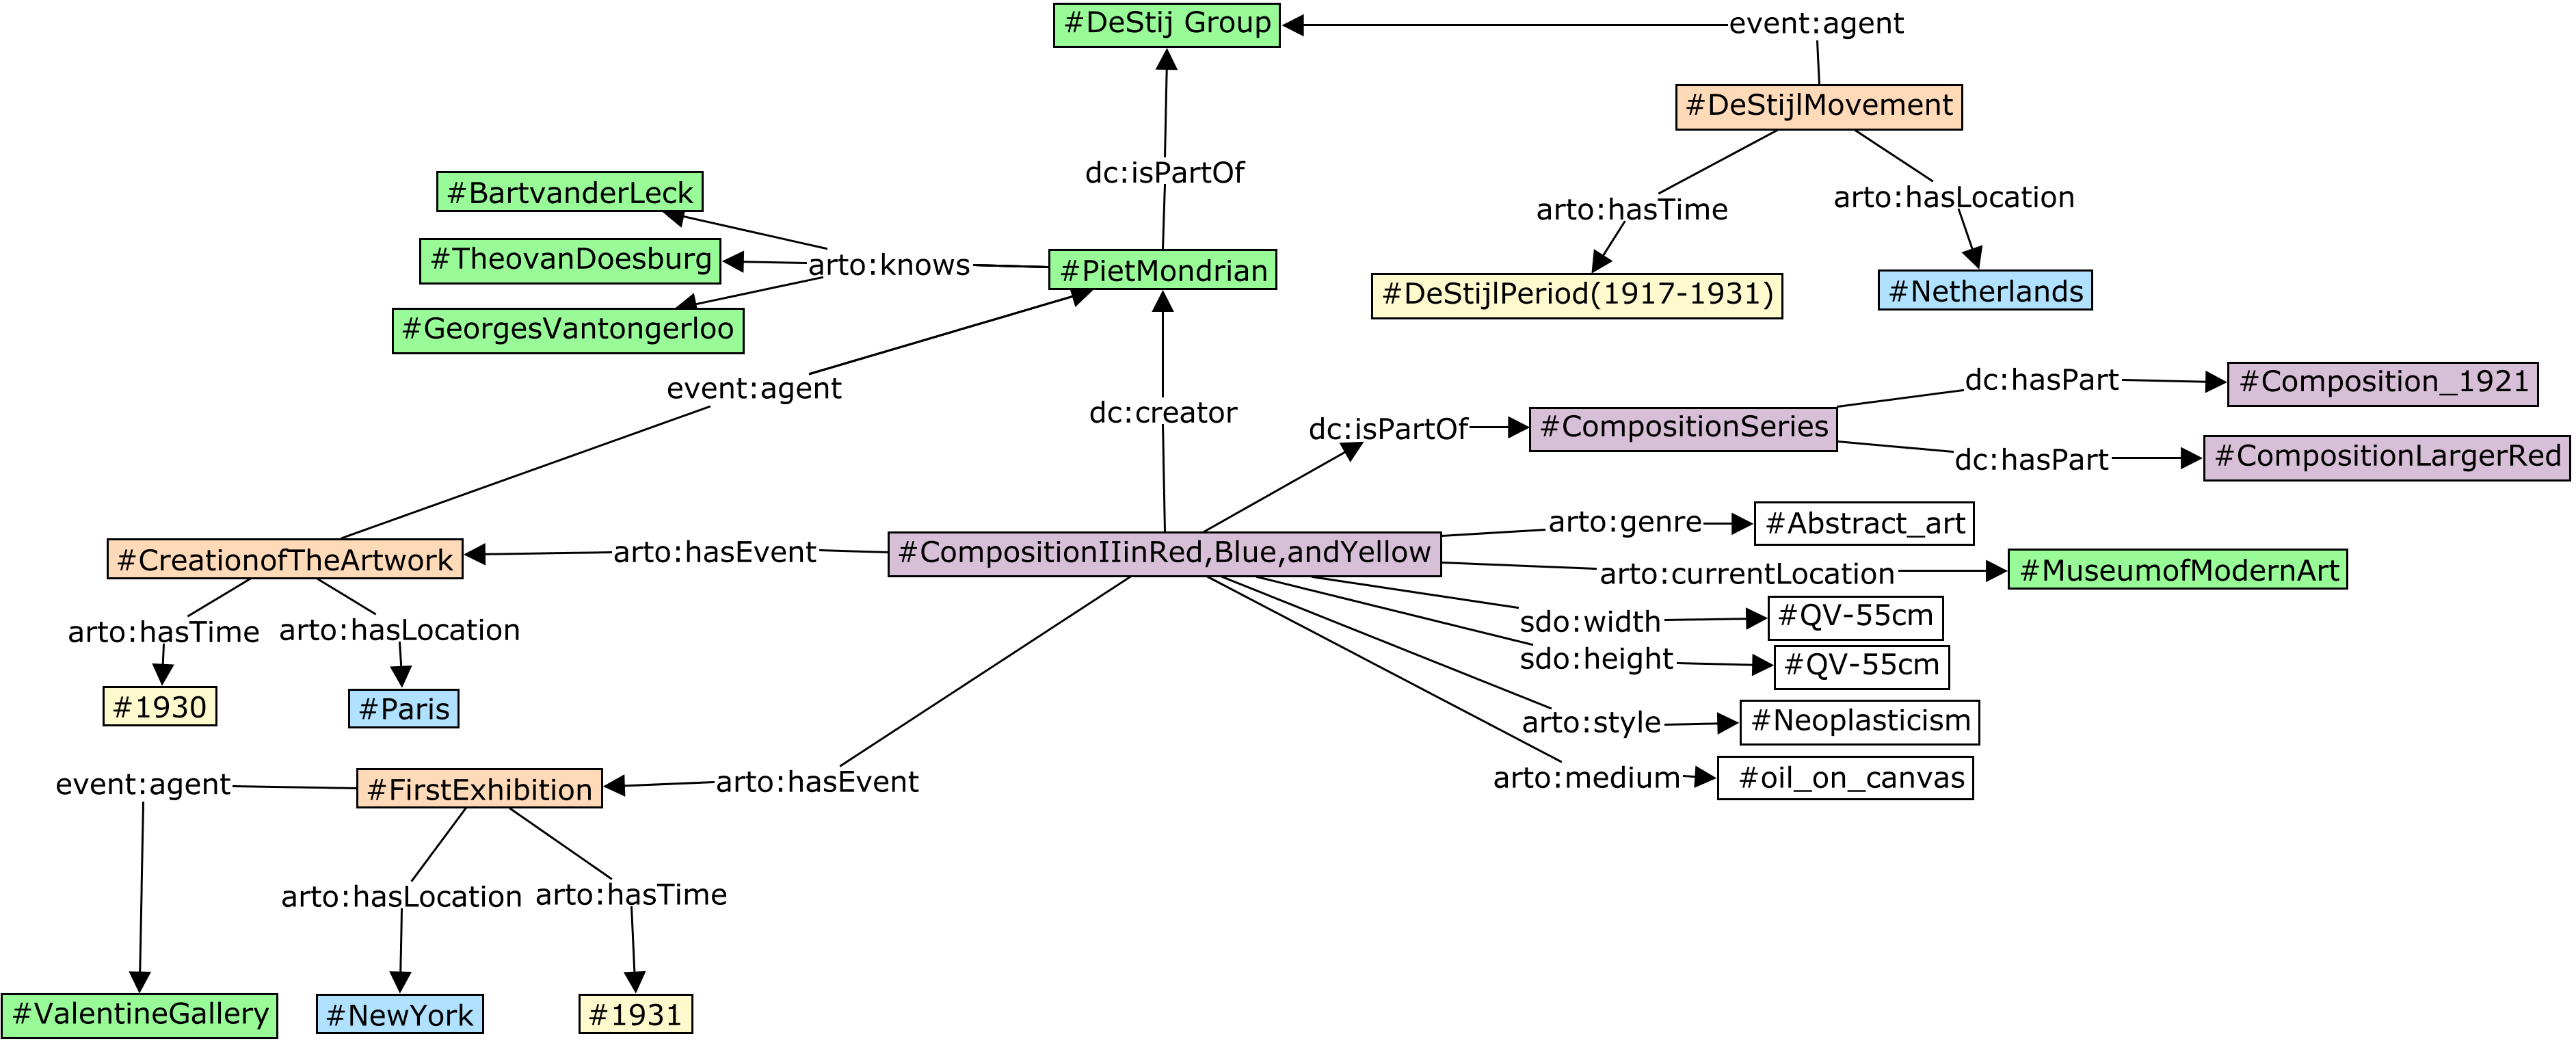 #DeStij Group
event:agent
#DeStijlMovement
dc:isPartOf
#BartvanderLeck
arto:hasTime
arto:hasLocation
#TheovanDoesburg
arto:knows
#PietMondrian
#DeStijlPeriod(1917-1931)
#Netherlands
#GeorgesVantongerloo
event:agent
dc:creator
dc:isPartOf
#CompositionSeries
dc:hasPart
#Composition_1921
dc:hasPart
#CompositionLargerRed
#CreationofTheArtwork
arto:hasEvent
#CompositionIIinRed,Blue,andYellow
arto:genre
#Abstract_art
arto:currentLocation
#MuseumofModernArt
sdo:width
#QV-55cm
sdo:height
#QV-55cm
arto:style
#Neoplasticism
arto:medium
#oil_on_canvas
arto:hasTime
arto:hasLocation
#1930
#Paris
event:agent
#FirstExhibition
arto:hasEvent
arto:hasLocation
arto:hasTime
#ValentineGallery
#NewYork
#1931